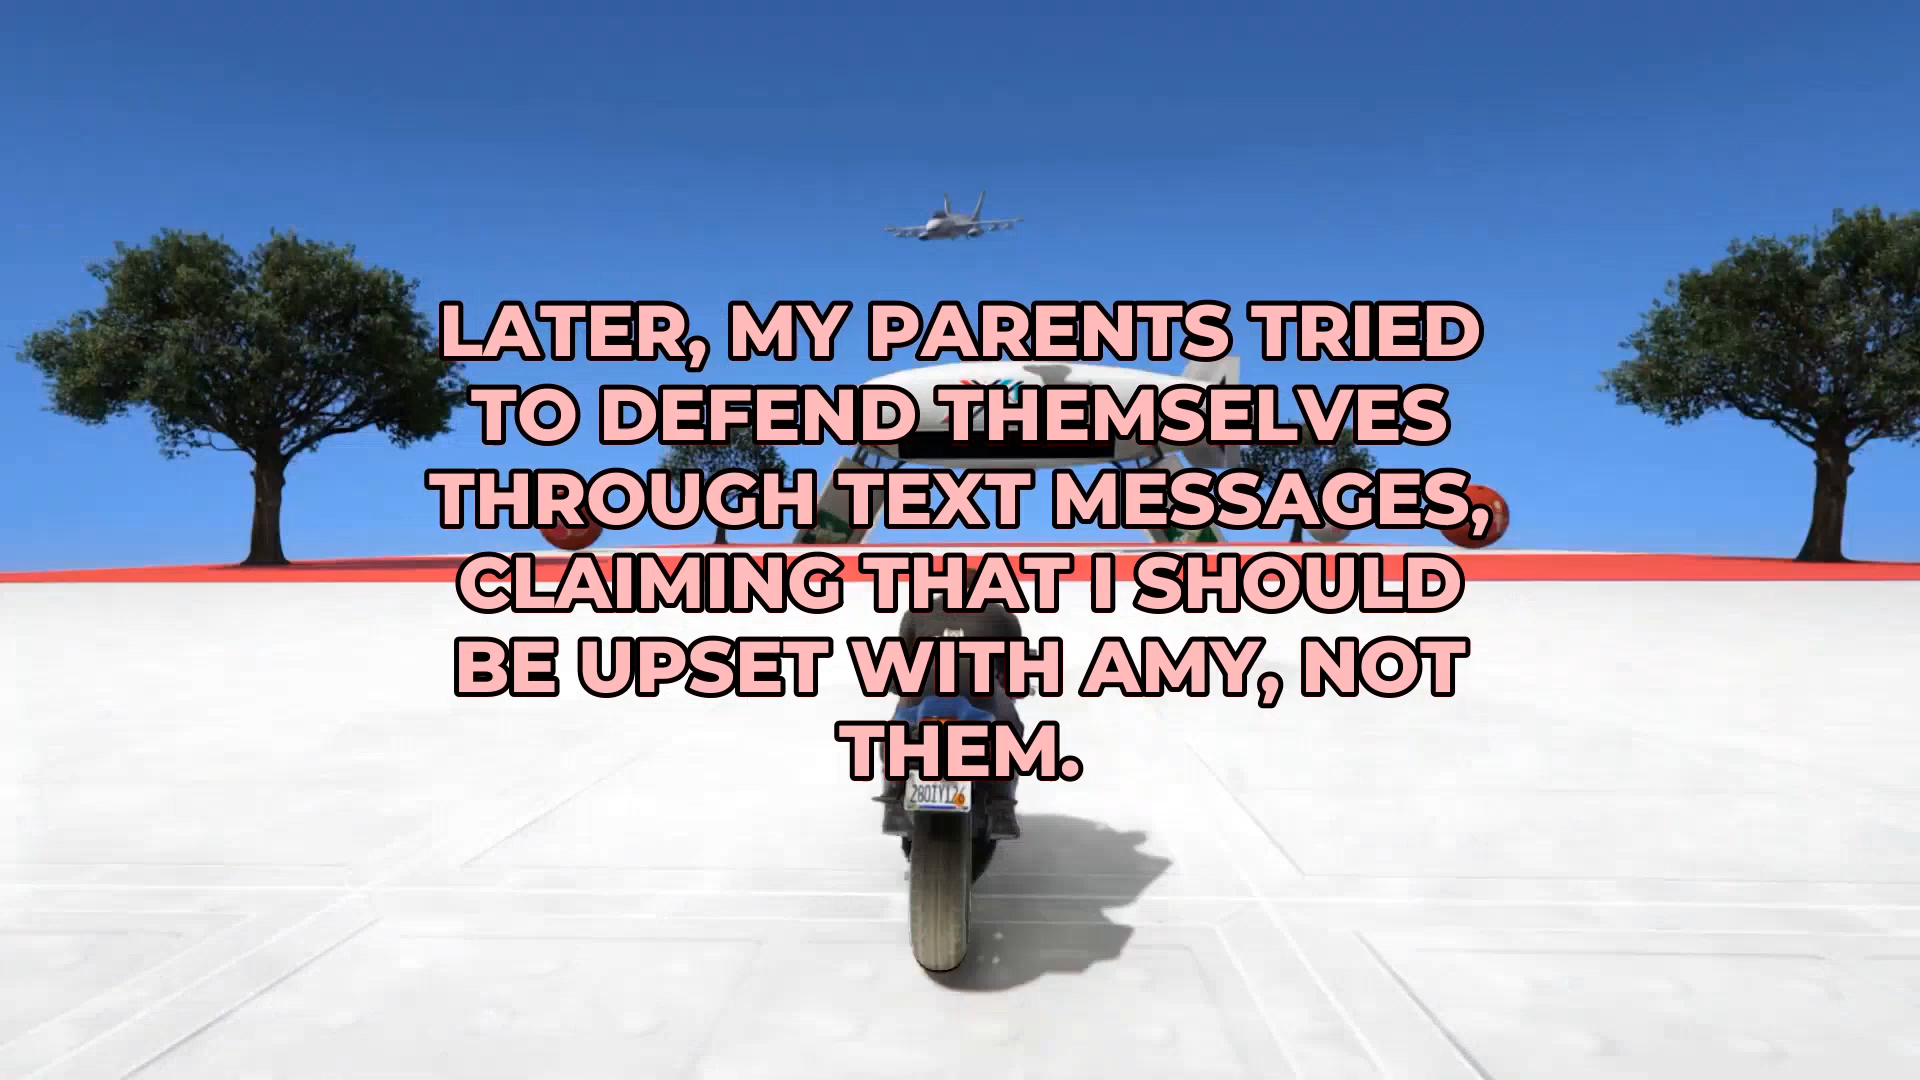 LATER, MY PARENTS TRIED
TO DEFEND THEMSELVES
THROUGH TEXT MESSAGES,
CLAIMING THAT I SHOULD
BE UPSET WITH AMY, NOT
THEM.